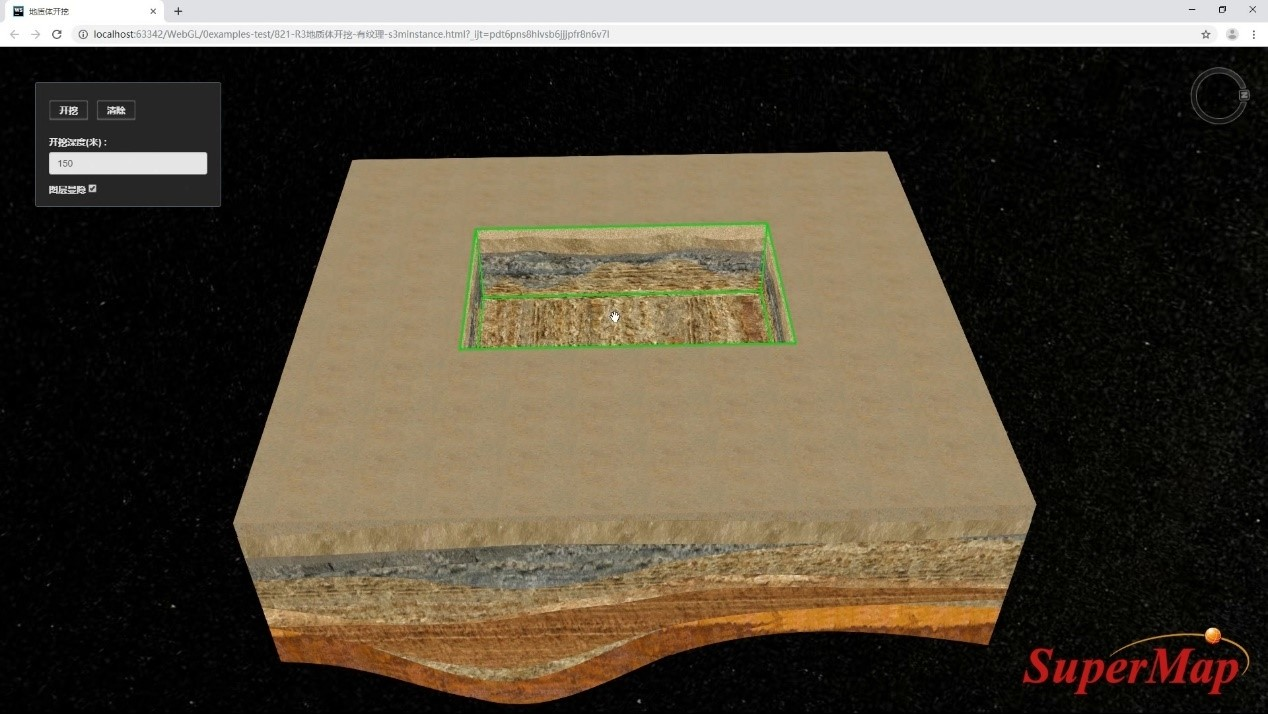 地质体开挖
localhost:63342/WebGL/0examples-test/821-R3地质体开挖-有纹理-s3minstance.html?_ijt=pdt6pns8hlvsb6jjjpfr8n6v7l
开挖 清除
开挖深度(米)：
150
图层显隐
SuperMap